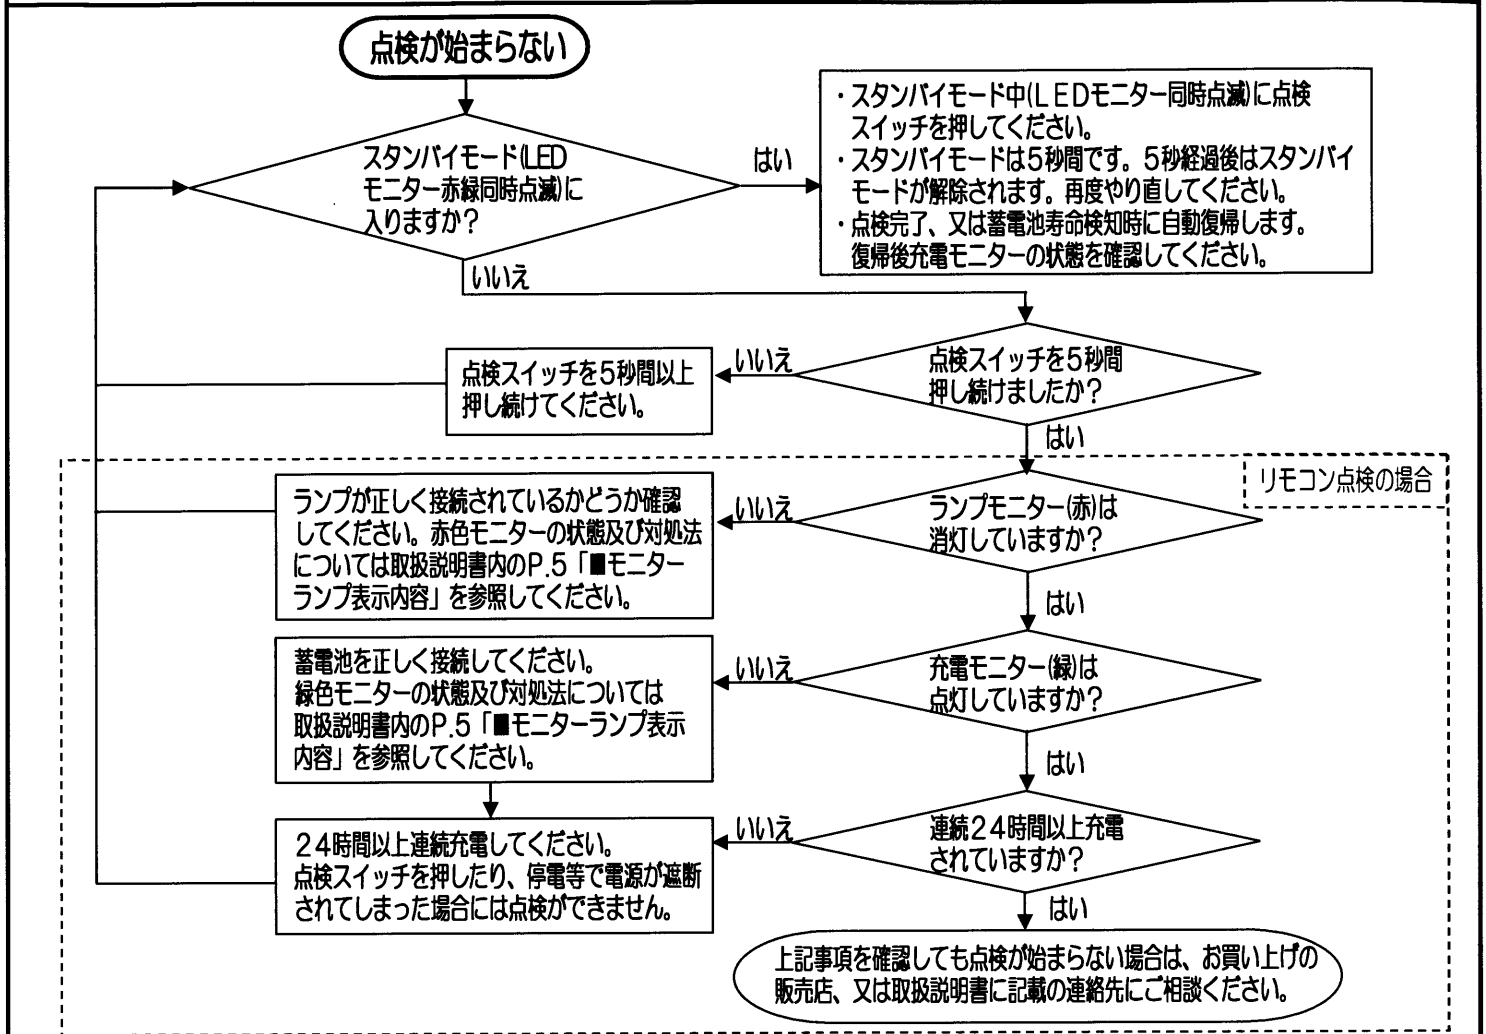 点検が始まらない
スタンバイモード(LED
モニター赤緑同時点滅)に
入りますか？
はい
・スタンバイモード中(LEDモニター同時点滅)に点検
スイッチを押してください。
・スタンバイモードは5秒間です。5秒経過後はスタンバイ
モードが解除されます。再度やり直してください。
・点検完了、又は蓄電池寿命検知時に自動復帰します。
復帰後充電モニターの状態を確認してください。
いいえ
点検スイッチを5秒間
押し続けましたか？
いいえ
点検スイッチを5秒間以上
押し続けてください。
はい
リモコン点検の場合
ランプモニター(赤)は
消灯していますか？
いいえ
ランプが正しく接続されているかどうか確認
してください。赤色モニターの状態及び対処法
については取扱説明書内のP.5「■モニター
ランプ表示内容」を参照してください。
はい
充電モニター(緑)は
点灯していますか？
いいえ
蓄電池を正しく接続してください。
緑色モニターの状態及び対処法については
取扱説明書内のP.5「■モニターランプ表示
内容」を参照してください。
はい
連続24時間以上充電
されていますか？
いいえ
24時間以上連続充電してください。
点検スイッチを押したり、停電等で電源が遮断
されてしまった場合には点検ができません。
はい
上記事項を確認しても点検が始まらない場合は、お買い上げの
販売店、又は取扱説明書に記載の連絡先にご相談ください。